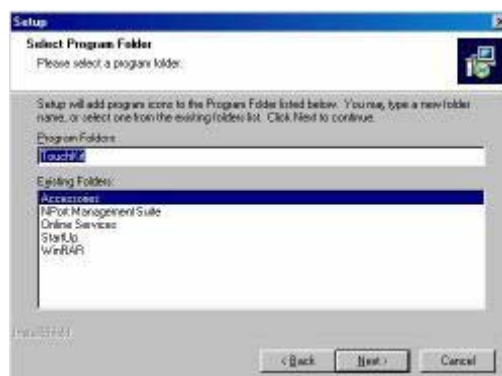 Setup
Select Program Folder
Please select a program folder.
Setup will add program icons to the Program Folder listed below. You may type a new folder
name, or select one from the existing folders list. Click Next to continue.
Program Folders:
TouchKit
Existing Folders:
Accessories
NPort Management Suite
Online Services
StartUp
WinRAR
InstallShield
< Back
Next >
Cancel